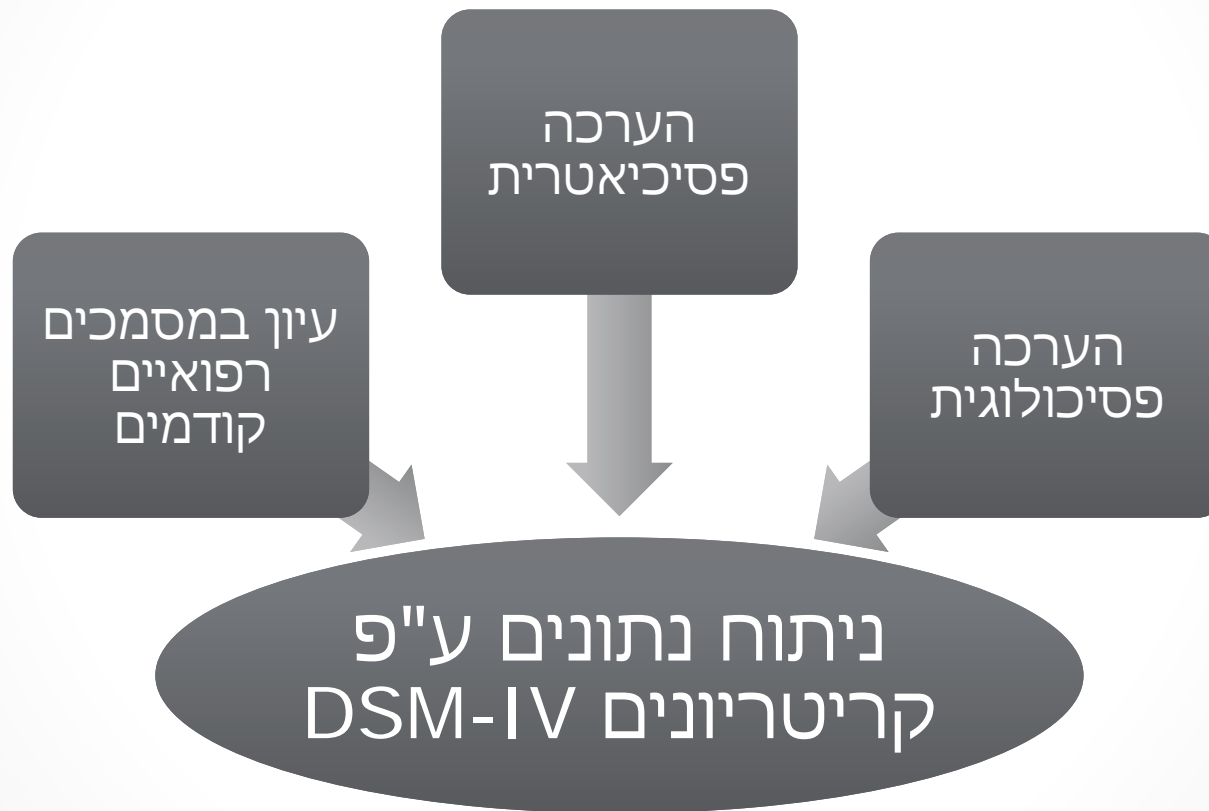 הערכה
פסיכיאטרית
הערכה
פסיכולוגית
עיון במסמכים
רפואיים
קודמים
ניתוח נתונים ע"פ
קריטריונים DSM-IV